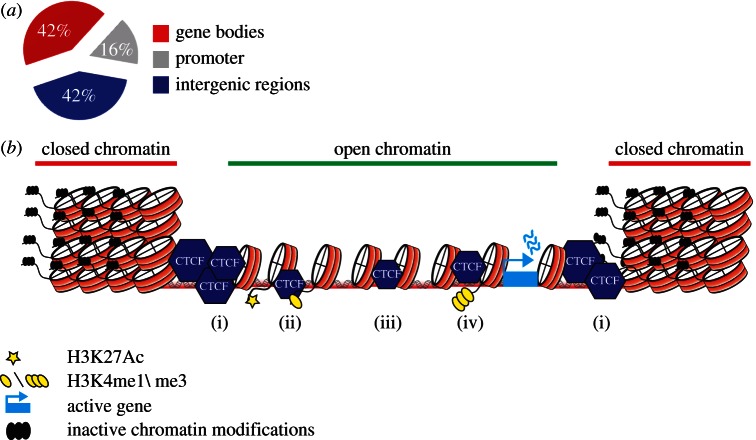 (a)
42%
16%
42%
gene bodies
promoter
intergenic regions
(b)
closed chromatin
open chromatin
closed chromatin
CTCF
CTCF
CTCF
CTCF
CTCF
CTCF
CTCF
CTCF
(i)
(ii)
(iii)
(iv)
(i)
H3K27Ac
H3K4me1\ me3
active gene
inactive chromatin modifications